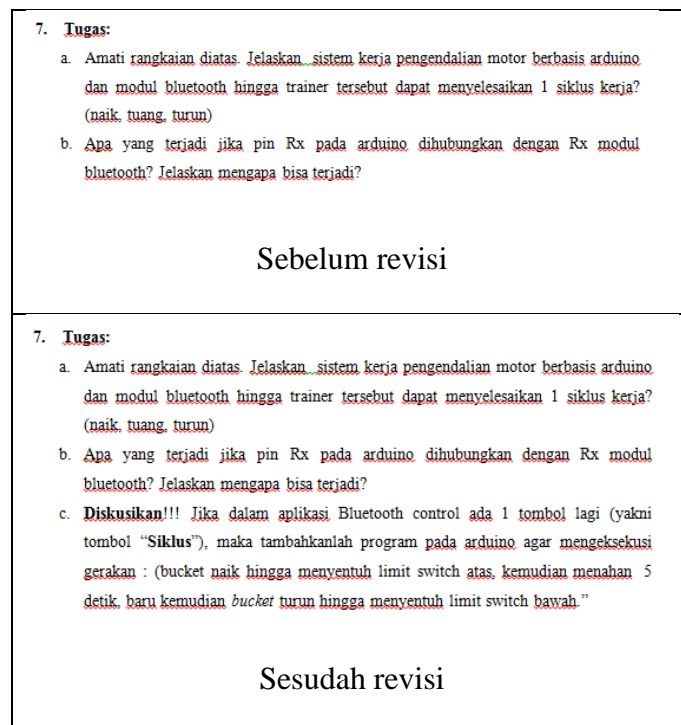 7. Tugas:
a. Amati rangkaian diatas. Jelaskan sistem kerja pengendalian motor berbasis arduino
dan modul bluetooth hingga trainer tersebut dapat menyelesaikan 1 siklus kerja?
(naik, tuang, turun)
b. Apa yang terjadi jika pin Rx pada arduino dihubungkan dengan Rx modul
bluetooth? Jelaskan mengapa bisa terjadi?
Sebelum revisi
7. Tugas:
a. Amati rangkaian diatas. Jelaskan sistem kerja pengendalian motor berbasis arduino
dan modul bluetooth hingga trainer tersebut dapat menyelesaikan 1 siklus kerja?
(naik, tuang, turun)
b. Apa yang terjadi jika pin Rx pada arduino dihubungkan dengan Rx modul
bluetooth? Jelaskan mengapa bisa terjadi?
c. Diskusikan!!! Jika dalam aplikasi Bluetooth control ada 1 tombol lagi (yakni
tombol “Siklus”), maka tambahkanlah program pada arduino agar mengeksekusi
gerakan : (bucket naik hingga menyentuh limit switch atas, kemudian menahan 5
detik, baru kemudian bucket turun hingga menyentuh limit switch bawah.”
Sesudah revisi